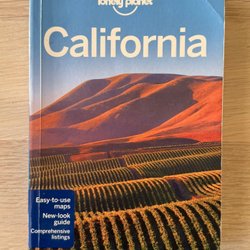 lonely planet
California
Easy-to-use
maps
New-look
guide
Comprehensive
listings